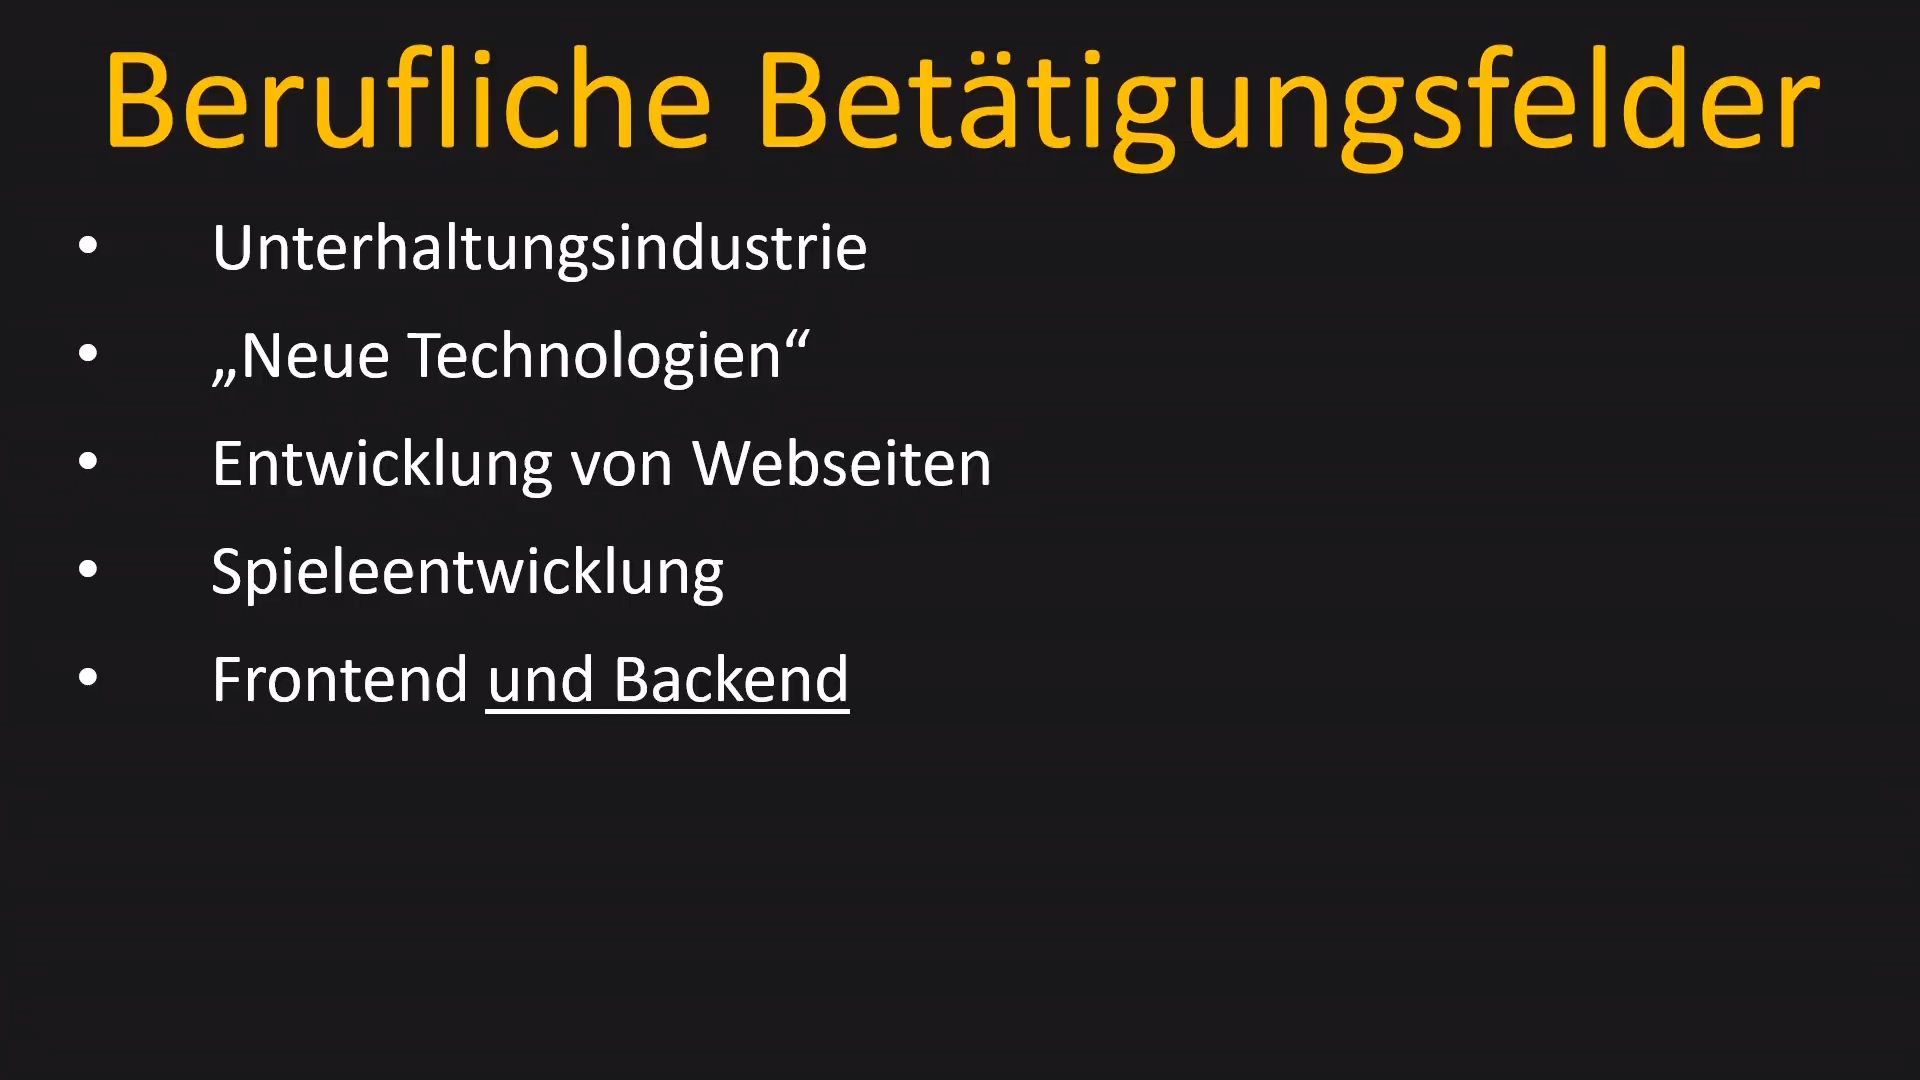 Berufliche Betätigungsfelder
• Unterhaltungsindustrie
• „Neue Technologien“
• Entwicklung von Webseiten
• Spieleentwicklung
• Frontend und Backend